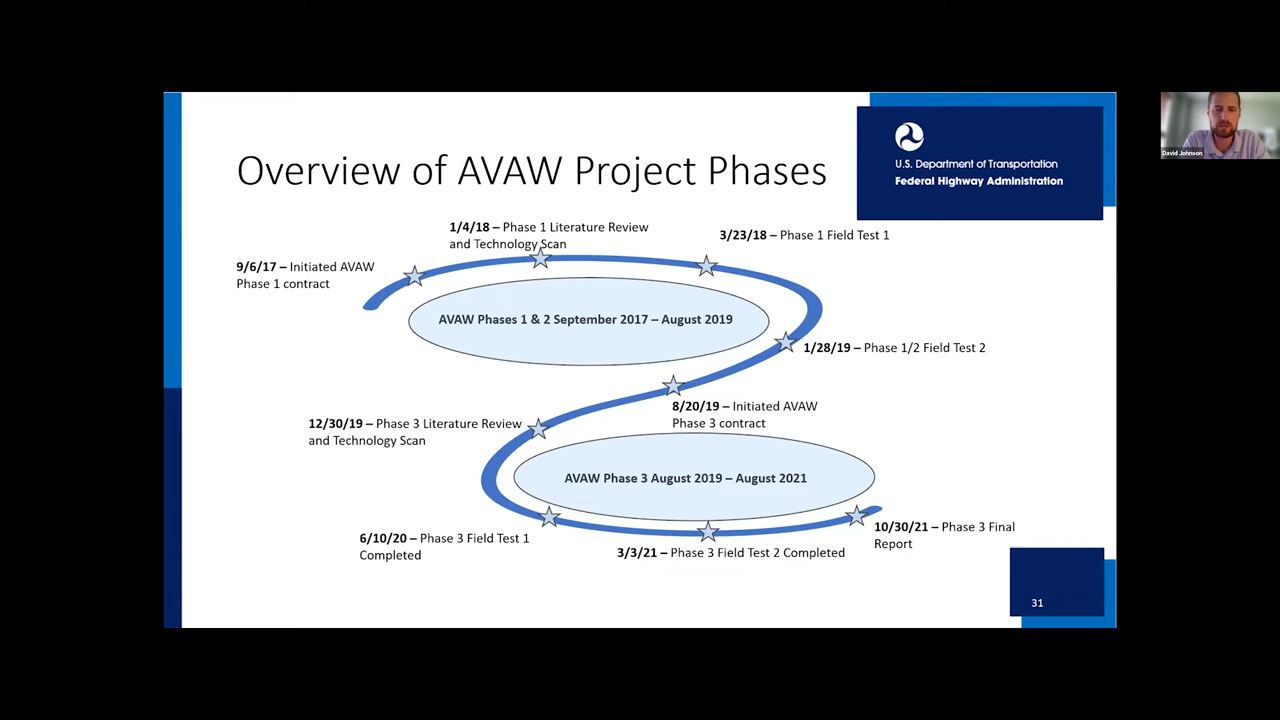 Overview of AVAW Project Phases
U.S. Department of Transportation
Federal Highway Administration
1/4/18 – Phase 1 Literature Review
and Technology Scan
3/23/18 – Phase 1 Field Test 1
9/6/17 – Initiated AVAW
Phase 1 contract
AVAW Phases 1 & 2 September 2017 – August 2019
1/28/19 – Phase 1/2 Field Test 2
8/20/19 – Initiated AVAW
Phase 3 contract
12/30/19 – Phase 3 Literature Review
and Technology Scan
AVAW Phase 3 August 2019 – August 2021
6/10/20 – Phase 3 Field Test 1
Completed
3/3/21 – Phase 3 Field Test 2 Completed
10/30/21 – Phase 3 Final
Report
31
David Johnson